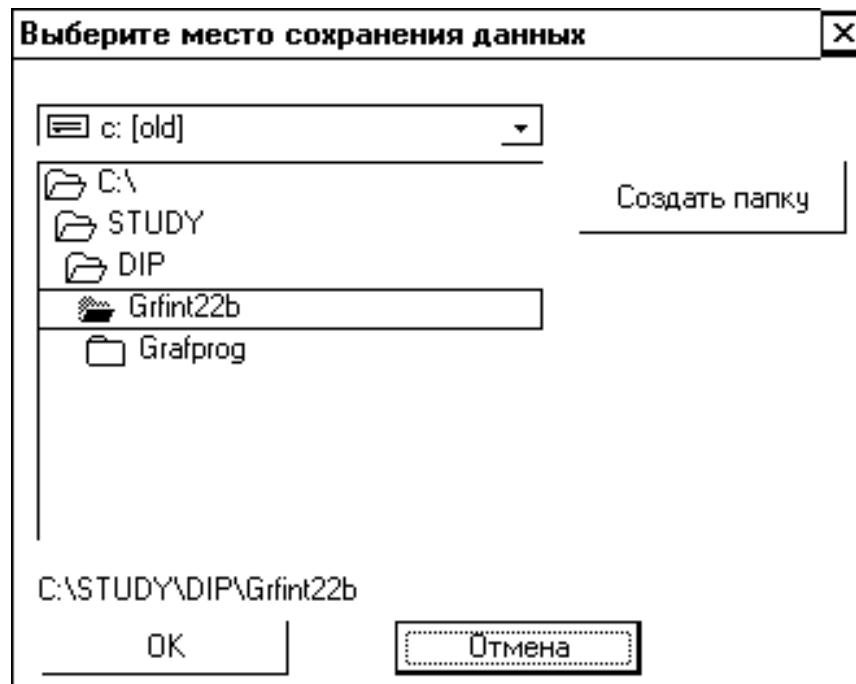 Выберите место сохранения данных
c: [old]
C:\
Создать папку
STUDY
DIP
Grfint22b
Grafprog
C:\STUDY\DIP\Grfint22b
OK
Отмена